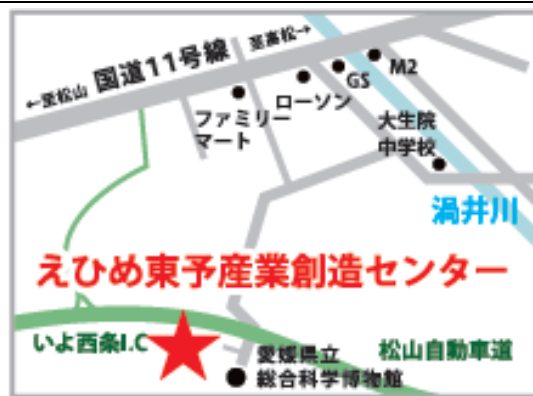 ←至松山 国道11号線 至高松→
M2
GS
ローソン
ファミリー
マート
大生院
中学校
渦井川
えひめ東予産業創造センター
いよ西条I.C
愛媛県立
総合科学博物館
松山自動車道